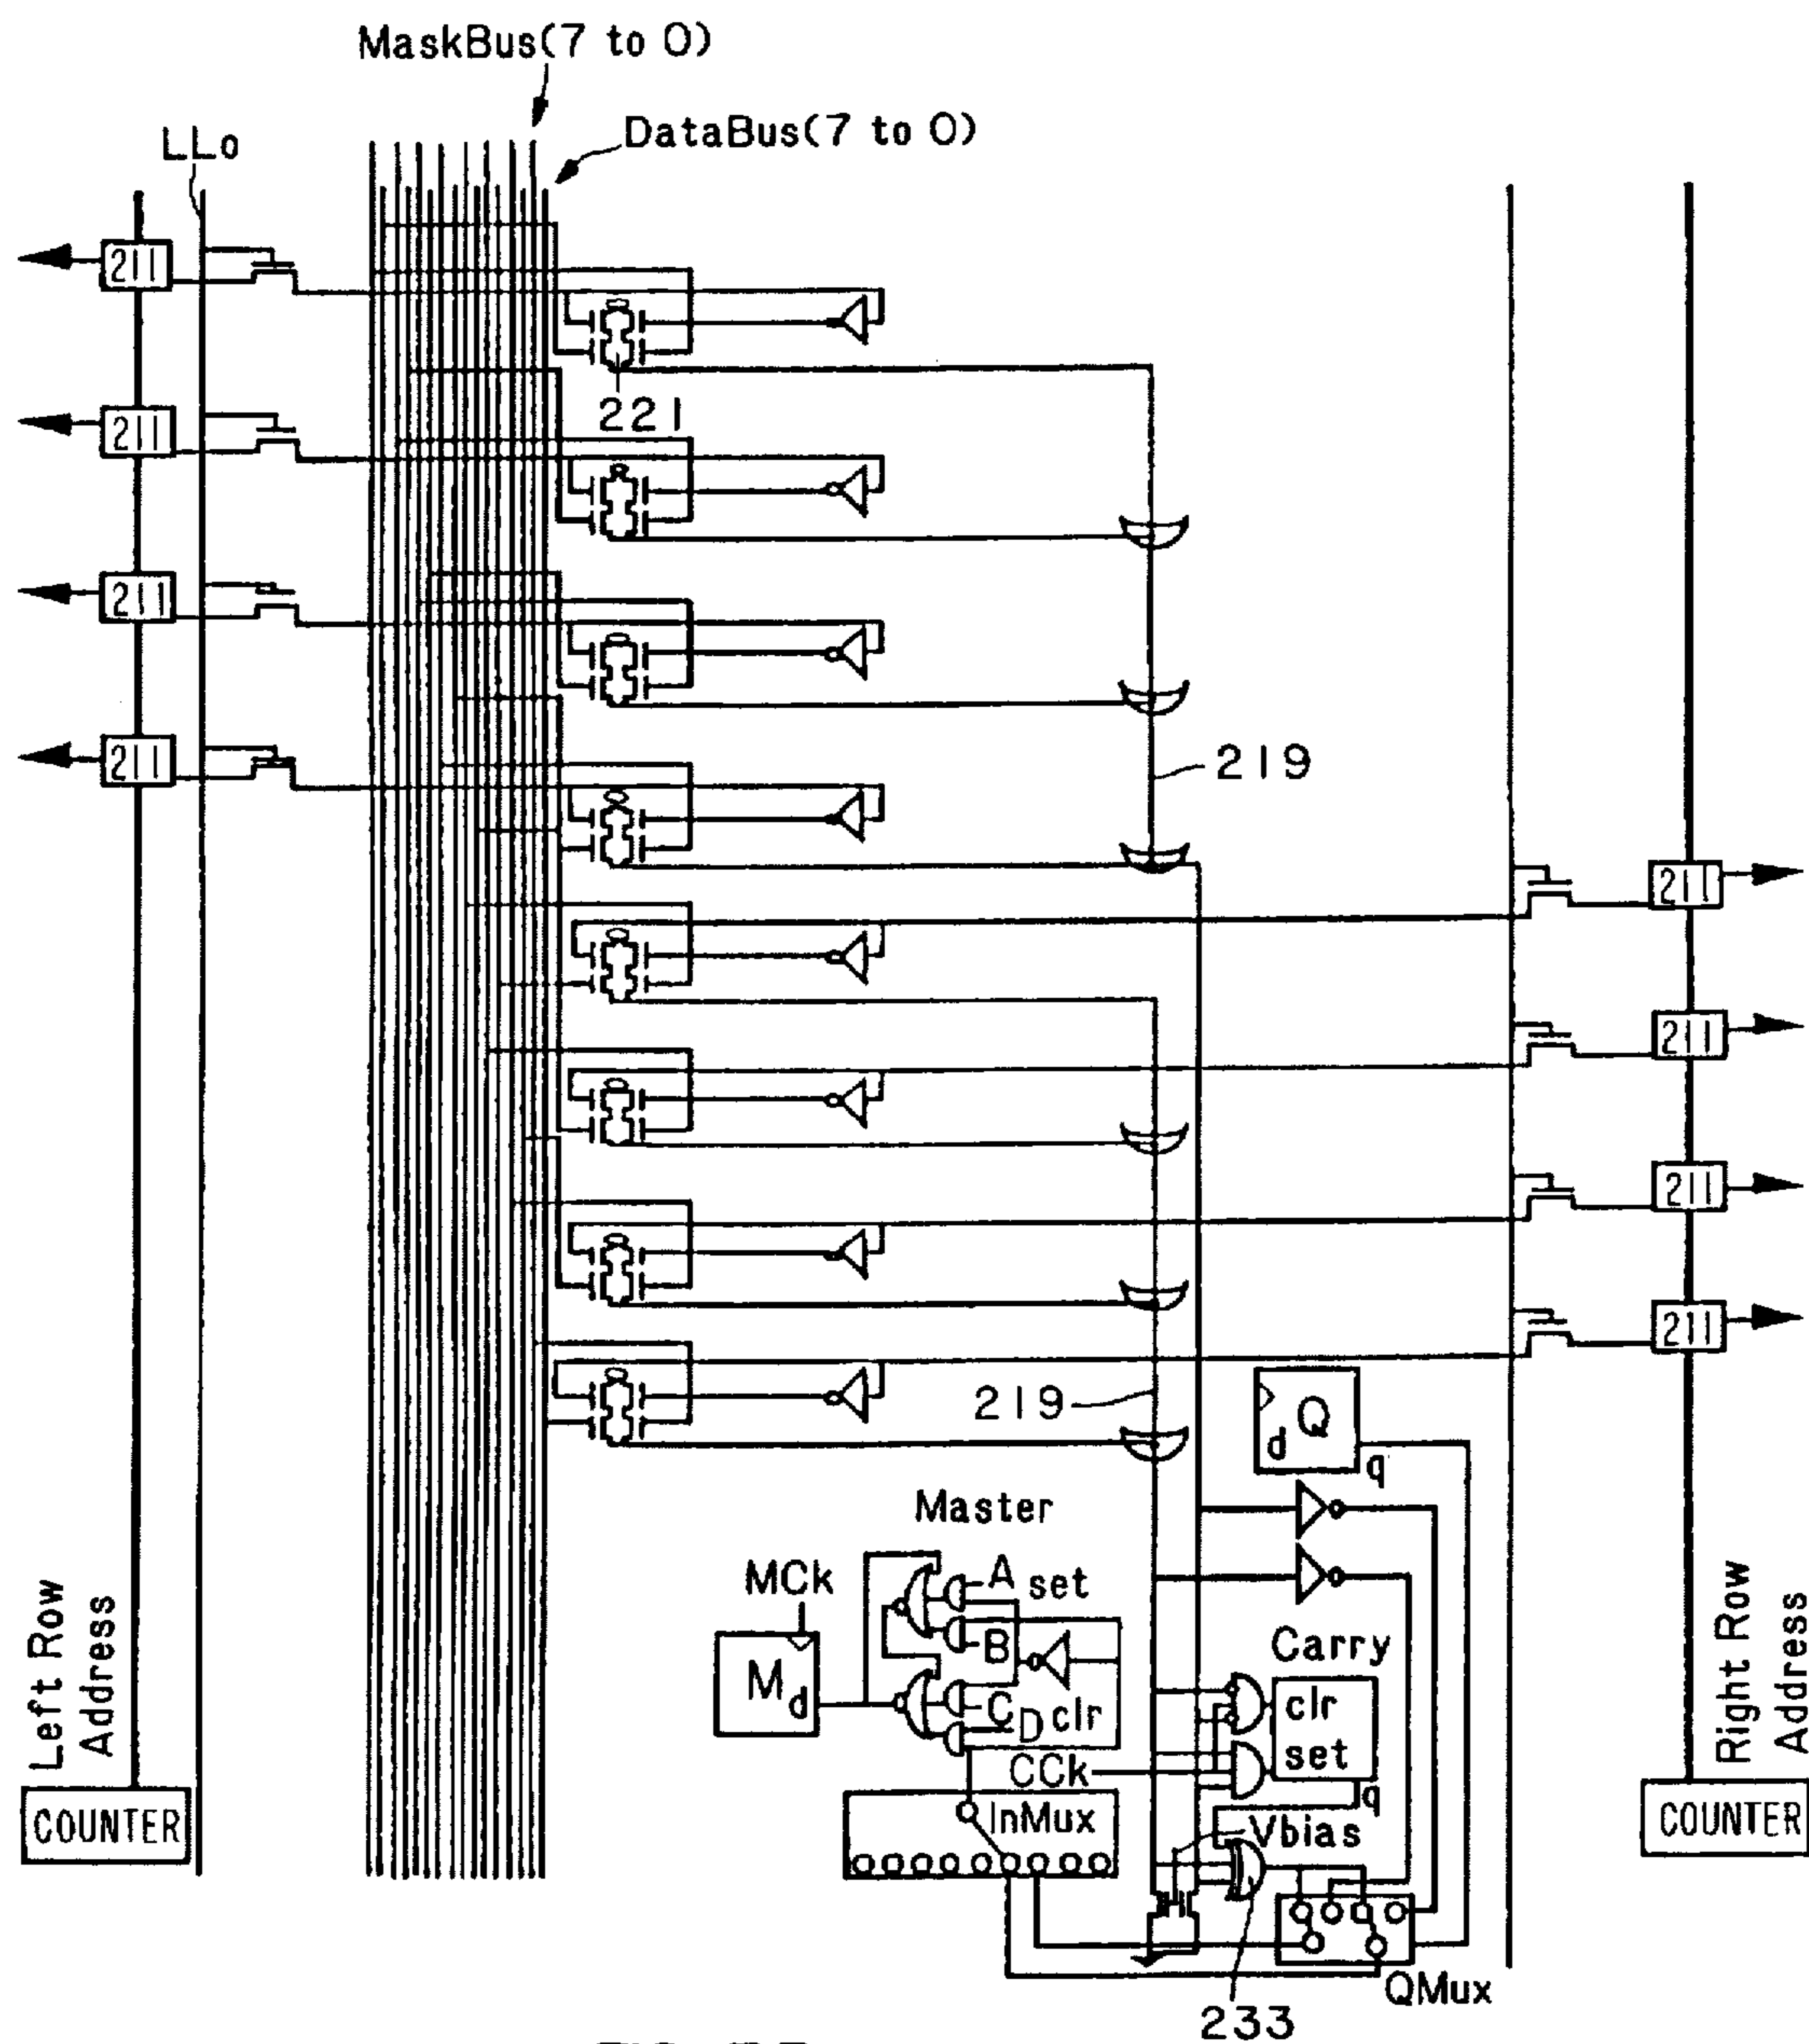 MaskBus(7 to 0)
DataBus(7 to 0)
LLo
211
211
221
211
211
219
211
211
211
211
219
Q
d
q
Master
MCk
A set
B
M
d
C
D clr
Carry
clr
set
CCk
q
InMux
Vbias
QMux
233
Left Row
Address
COUNTER
Right Row
Address
COUNTER